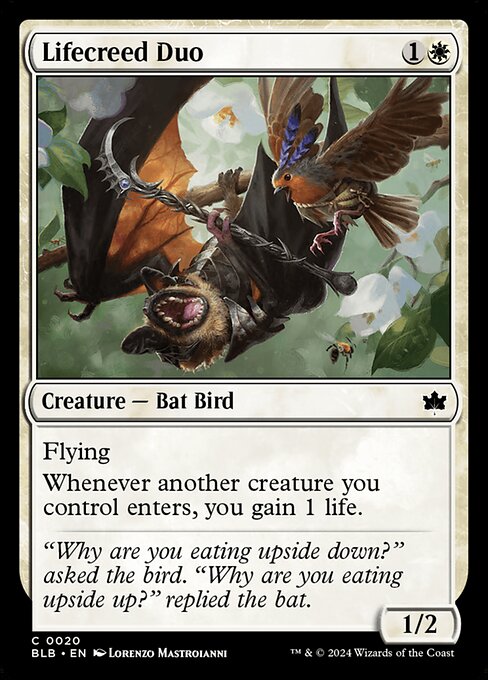 Lifecreed Duo 1
Creature — Bat Bird
Flying
Whenever another creature you
control enters, you gain 1 life.
“Why are you eating upside down?”
asked the bird. “Why are you eating
upside up?” replied the bat.
1/2
C 0020
BLB • EN Lorenzo Mastroianni
™ & © 2024 Wizards of the Coast